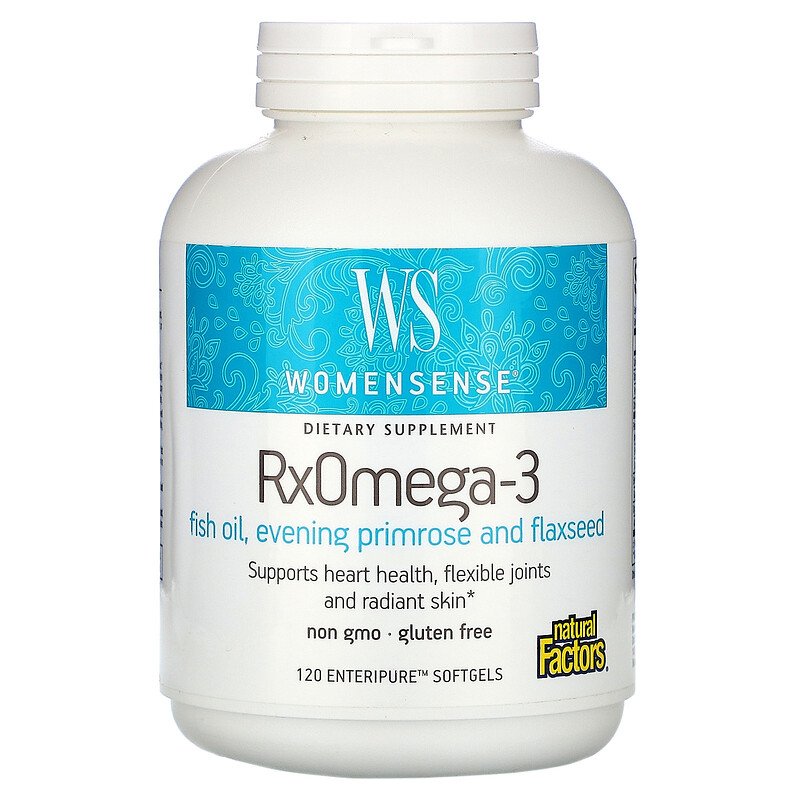 WS
WOMENSENSE®
DIETARY SUPPLEMENT
RxOmega-3
fish oil, evening primrose and flaxseed
Supports heart health, flexible joints
and radiant skin*
non gmo · gluten free
120 ENTERIPURE™ SOFTGELS
natural
Factors®